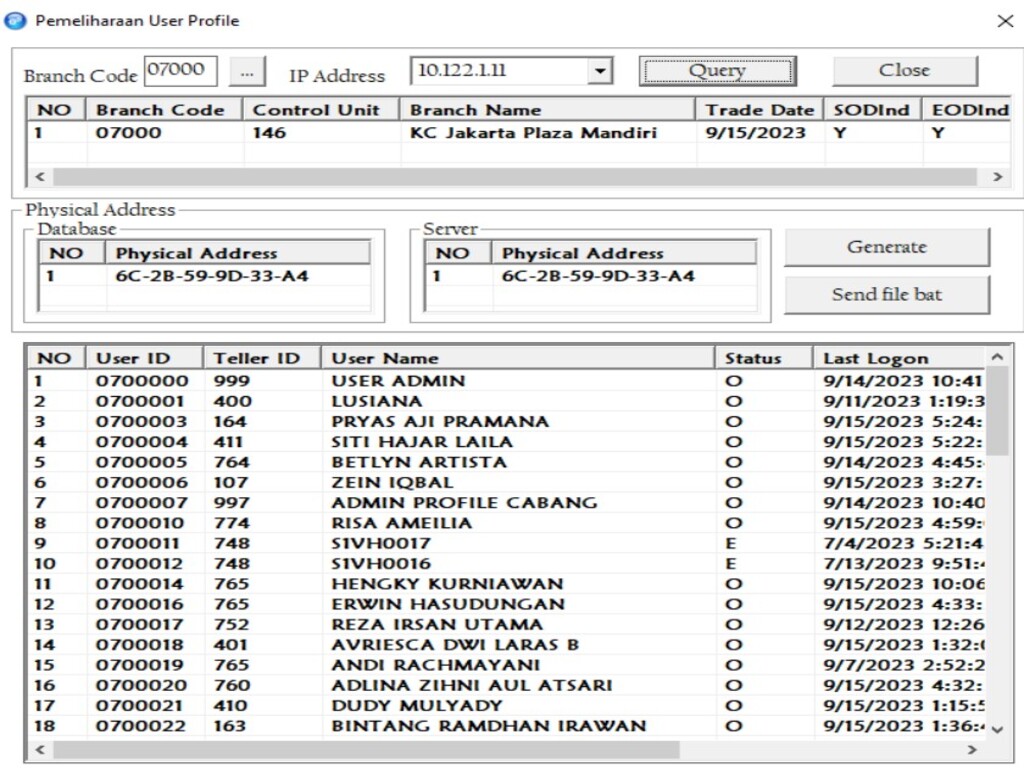 Pemeliharaan User Profile
Branch Code 07000 ... IP Address 10.122.1.11 Query Close
NO Branch Code Control Unit Branch Name Trade Date SODInd EODInd
1 07000 146 KC Jakarta Plaza Mandiri 9/15/2023 Y Y
Physical Address
Database Server
NO Physical Address NO Physical Address Generate
1 6C-2B-59-9D-33-A4 1 6C-2B-59-9D-33-A4
Send file bat
NO User ID Teller ID User Name Status Last Logon
1 0700000 999 USER ADMIN O 9/14/2023 10:41
2 0700001 400 LUSIANA O 9/11/2023 1:19:3
3 0700003 164 PRYAS AJI PRAMANA O 9/15/2023 5:24:
4 0700004 411 SITI HAJAR LAILA O 9/15/2023 5:22:
5 0700005 764 BETLYN ARTISTA O 9/14/2023 4:45:
6 0700006 107 ZEIN IQBAL O 9/15/2023 3:27:
7 0700007 997 ADMIN PROFILE CABANG O 9/14/2023 10:40
8 0700010 774 RISA AMEILIA O 9/15/2023 4:59:
9 0700011 748 S1VH0017 E 7/4/2023 5:21:4
10 0700012 748 S1VH0016 E 7/13/2023 9:51:
11 0700014 765 HENGKY KURNIAWAN O 9/15/2023 10:06
12 0700016 765 ERWIN HASUDUNGAN O 9/15/2023 4:33:
13 0700017 752 REZA IRSAN UTAMA O 9/12/2023 12:26
14 0700018 401 AVRIESCA DWI LARAS B O 9/15/2023 1:32:
15 0700019 765 ANDI RACHMAYANI O 9/7/2023 2:52:2
16 0700020 760 ADLINA ZIHNI AUL ATSARI O 9/15/2023 4:32:
17 0700021 410 DUDY MULYADY O 9/15/2023 1:15:5
18 0700022 163 BINTANG RAMDHAN IRAWAN O 9/15/2023 1:36: